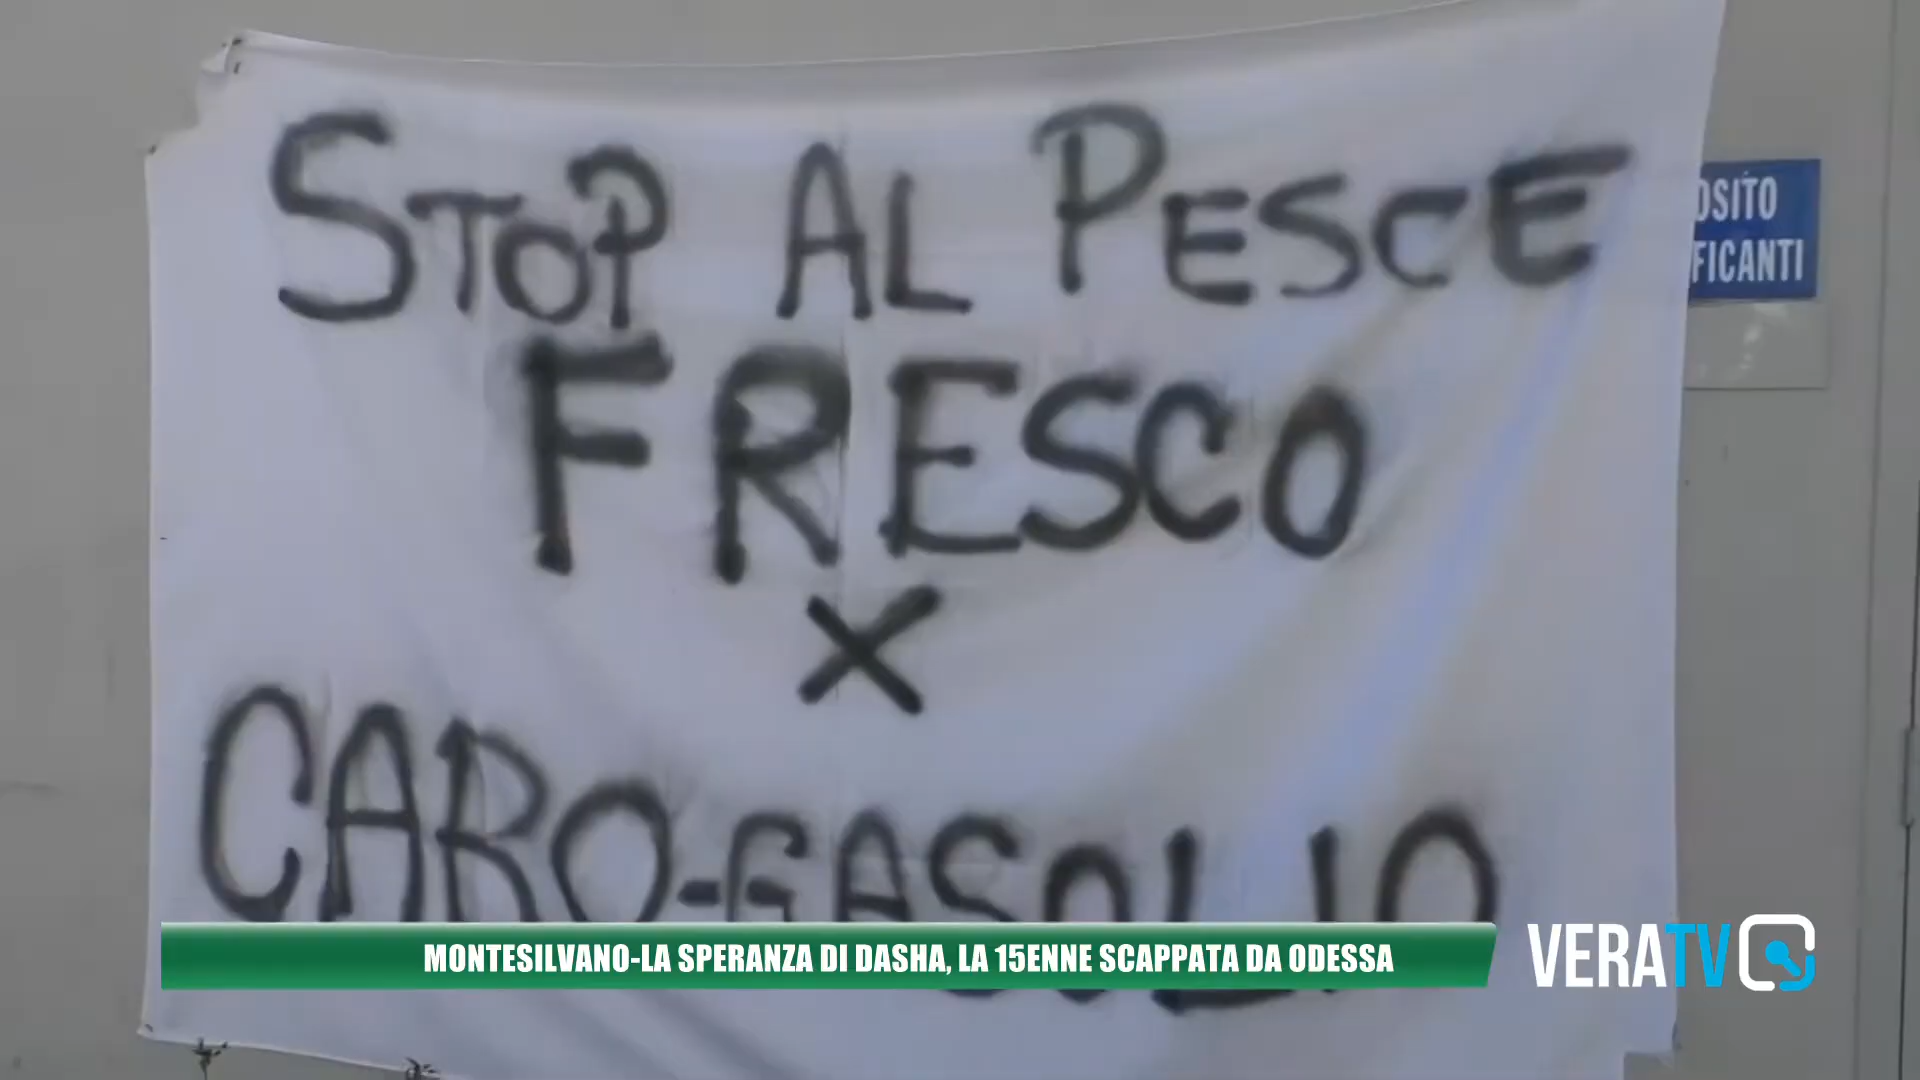 STOP AL PESCE
FRESCO
X
CARO-GASOLIO
OSITO
FICANTI
MONTESILVANO-LA SPERANZA DI DASHA, LA 15ENNE SCAPPATA DA ODESSA
VERATV